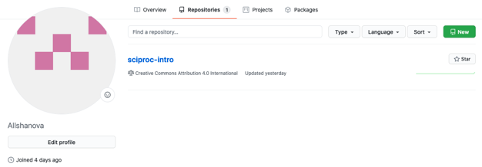 Overview
Repositories 1
Projects
Packages
Find a repository...
Type
Language
Sort
New
sciproc-intro
Star
Creative Commons Attribution 4.0 International Updated yesterday
Alishanova
Edit profile
Joined 4 days ago